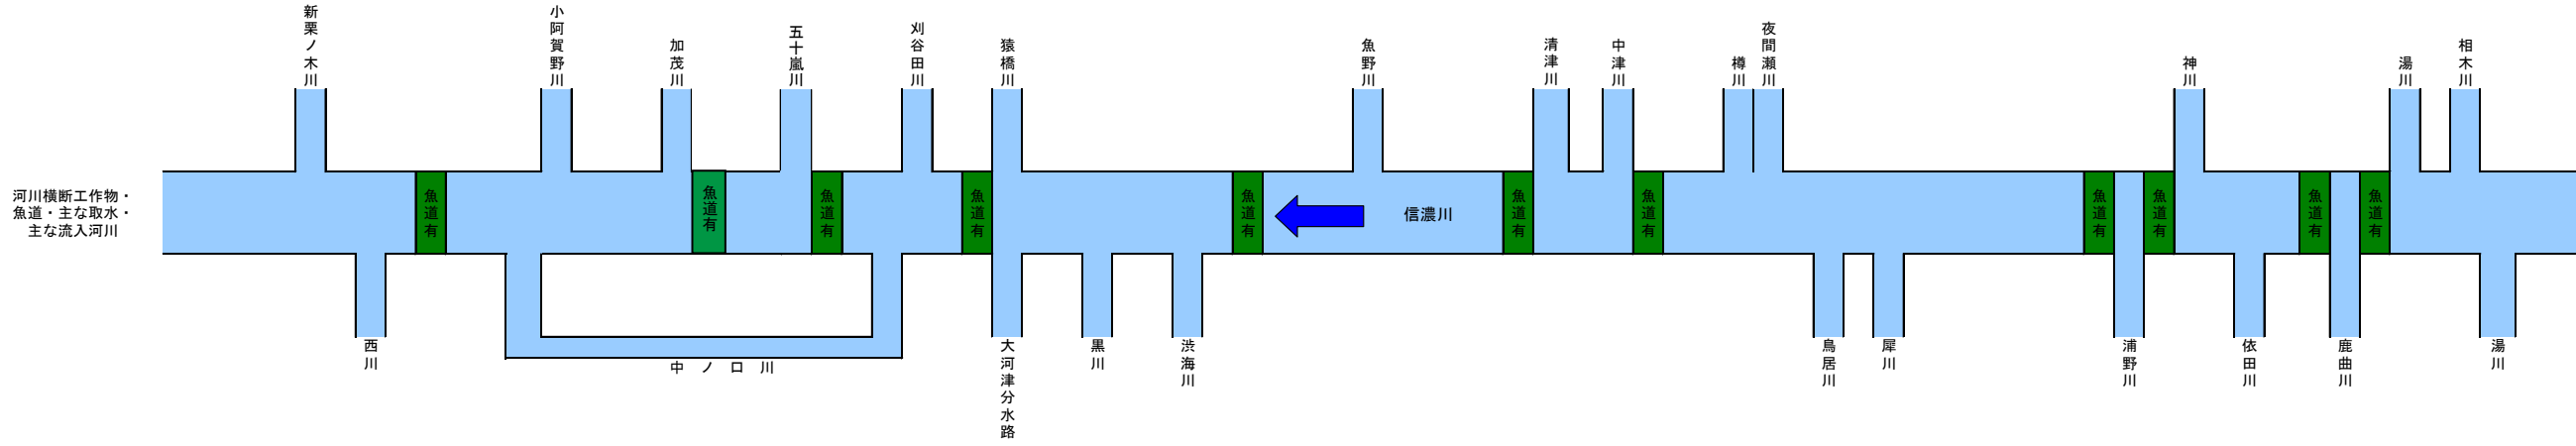 新栗ノ木川
小阿賀野川
加茂川
五十嵐川
刈谷田川
猿橋川
魚野川
清津川
中津川
樽川
夜間瀬川
神川
湯川
相木川
河川横断工作物・
魚道・主な取水・
主な流入河川
魚道有
魚道有
魚道有
魚道有
魚道有
信濃川
魚道有
魚道有
魚道有
魚道有
魚道有
魚道有
西川
中ノ口川
大河津分水路
黒川
渋海川
鳥居川
犀川
浦野川
依田川
鹿曲川
湯川